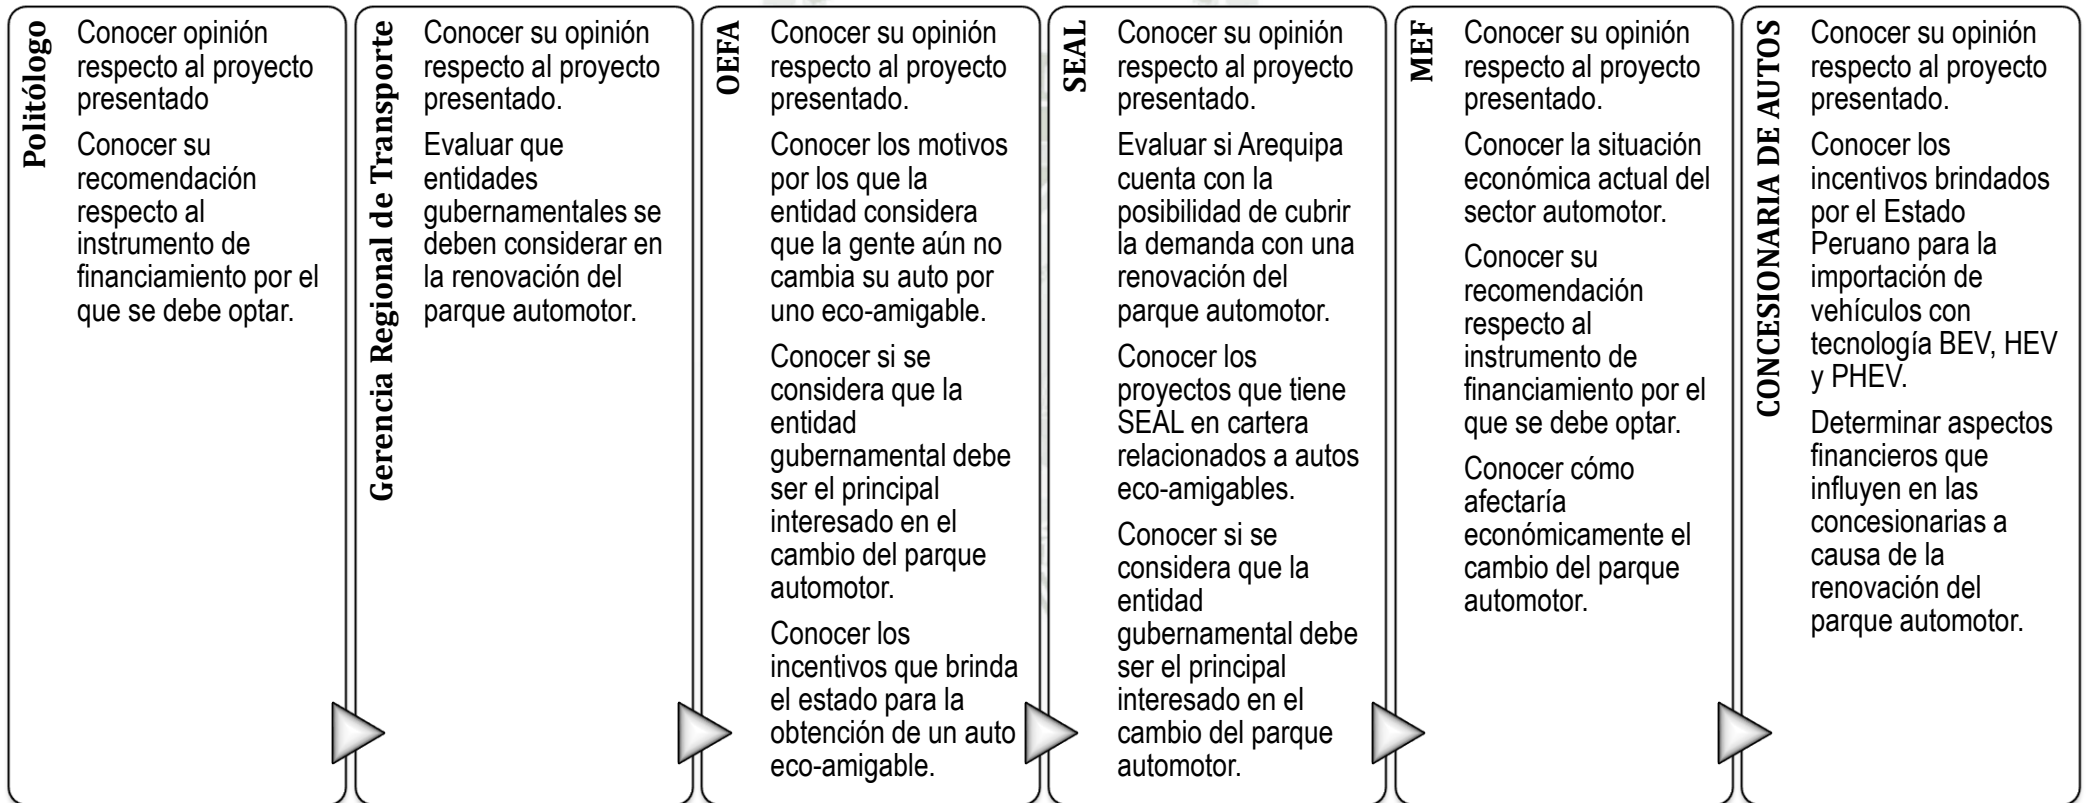 Politólogo
Conocer opinión
respecto al proyecto
presentado
Conocer su
recomendación
respecto al
instrumento de
financiamiento por el
que se debe optar.
Gerencia Regional de Transporte
Conocer su opinión
respecto al proyecto
presentado.
Evaluar que
entidades
gubernamentales se
deben considerar en
la renovación del
parque automotor.
OEFA
Conocer su opinión
respecto al proyecto
presentado.
Conocer los motivos
por los que la
entidad considera
que la gente aún no
cambia su auto por
uno eco-amigable.
Conocer si se
considera que la
entidad
gubernamental debe
ser el principal
interesado en el
cambio del parque
automotor.
Conocer los
incentivos que brinda
el estado para la
obtención de un auto
eco-amigable.
SEAL
Conocer su opinión
respecto al proyecto
presentado.
Evaluar si Arequipa
cuenta con la
posibilidad de cubrir
la demanda con una
renovación del
parque automotor.
Conocer los
proyectos que tiene
SEAL en cartera
relacionados a autos
eco-amigables.
Conocer si se
considera que la
entidad
gubernamental debe
ser el principal
interesado en el
cambio del parque
automotor.
MEF
Conocer su opinión
respecto al proyecto
presentado.
Conocer la situación
económica actual del
sector automotor.
Conocer su
recomendación
respecto al
instrumento de
financiamiento por el
que se debe optar.
Conocer cómo
afectaría
económicamente el
cambio del parque
automotor.
CONCESIONARIA DE AUTOS
Conocer su opinión
respecto al proyecto
presentado.
Conocer los
incentivos brindados
por el Estado
Peruano para la
importación de
vehículos con
tecnología BEV, HEV
y PHEV.
Determinar aspectos
financieros que
influyen en las
concesionarias a
causa de la
renovación del
parque automotor.